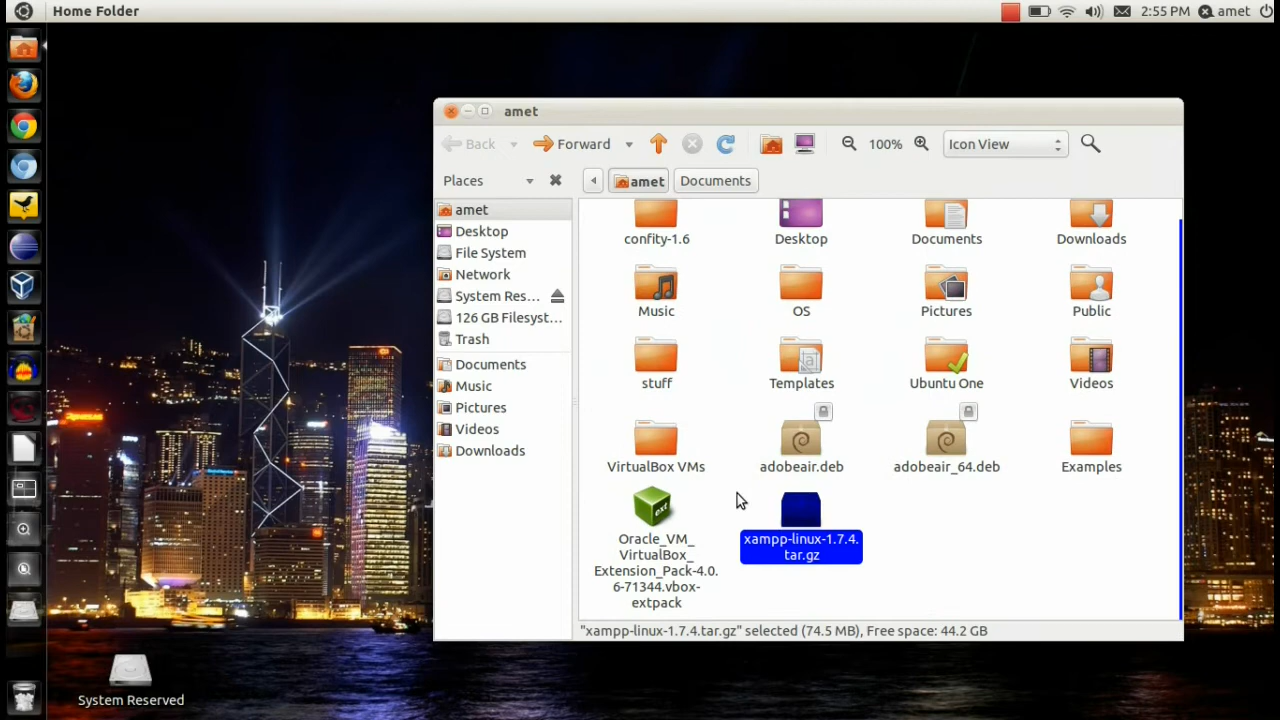 Home Folder
2:55 PM
amet
amet
Back
Forward
100%
Icon View
Places
amet
Documents
amet
Desktop
File System
Network
System Res...
126 GB Filesyst...
Trash
Documents
Music
Pictures
Videos
Downloads
confity-1.6
Desktop
Documents
Downloads
Music
OS
Pictures
Public
stuff
Templates
Ubuntu One
Videos
VirtualBox VMs
adobeair.deb
adobeair_64.deb
Examples
ext
Oracle_VM_
VirtualBox_
Extension_Pack-4.0.
6-71344.vbox-
extpack
xampp-linux-1.7.4.
tar.gz
"xampp-linux-1.7.4.tar.gz" selected (74.5 MB), Free space: 44.2 GB
System Reserved